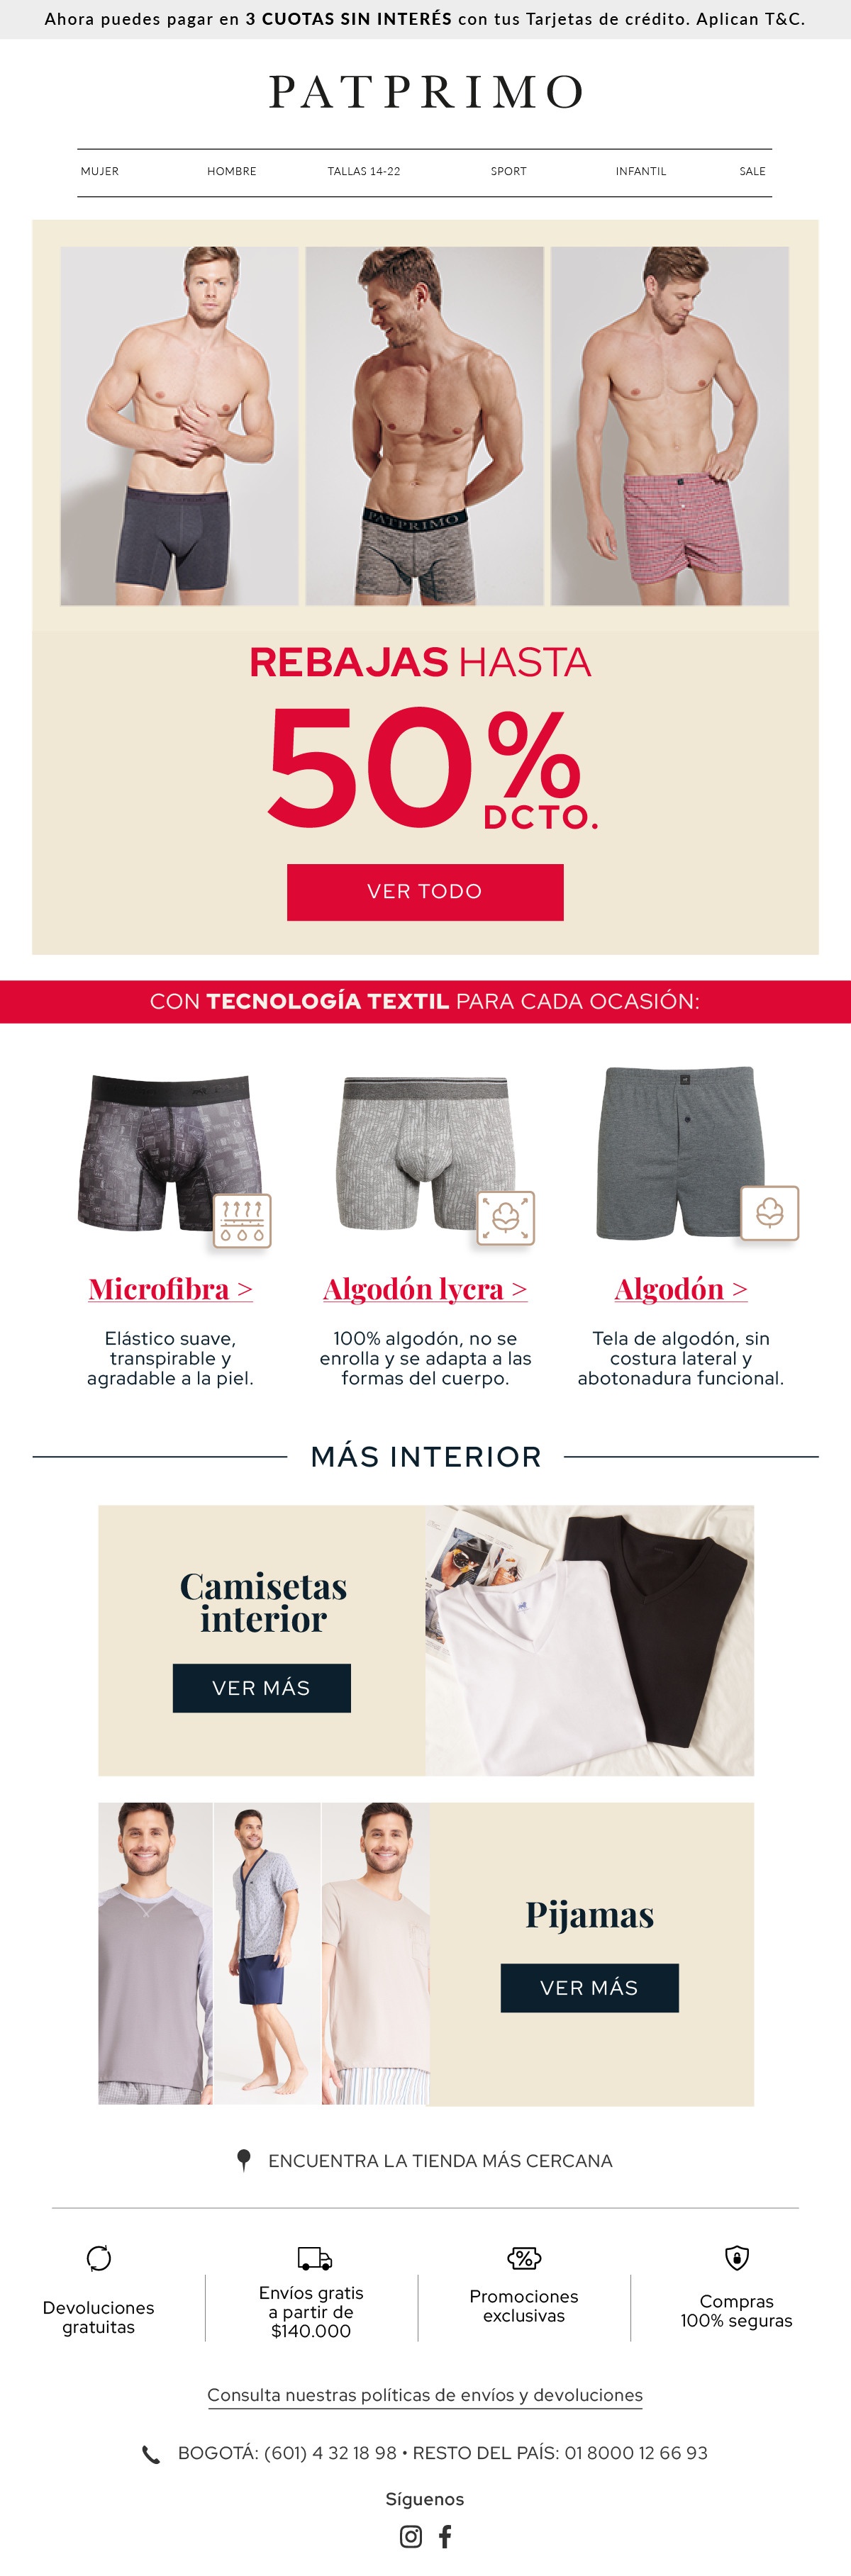 Ahora puedes pagar en 3 CUOTAS SIN INTERÉS con tus Tarjetas de crédito. Aplican T&C.
PATPRIMO
MUJER HOMBRE TALLAS 14-22 SPORT INFANTIL SALE
PATPRIMO
REBAJAS HASTA
50%
DCTO.
VER TODO
CON TECNOLOGÍA TEXTIL PARA CADA OCASIÓN:
Microfibra >
Elástico suave,
transpirable y
agradable a la piel.
Algodón lycra >
100% algodón, no se
enrolla y se adapta a las
formas del cuerpo.
Algodón >
Tela de algodón, sin
costura lateral y
abotonadura funcional.
MÁS INTERIOR
Camisetas
interior
VER MÁS
Pijamas
VER MÁS
ENCUENTRA LA TIENDA MÁS CERCANA
Devoluciones
gratuitas
Envíos gratis
a partir de
$140.000
Promociones
exclusivas
Compras
100% seguras
Consulta nuestras políticas de envíos y devoluciones
BOGOTÁ: (601) 4 32 18 98 • RESTO DEL PAÍS: 01 8000 12 66 93
Síguenos